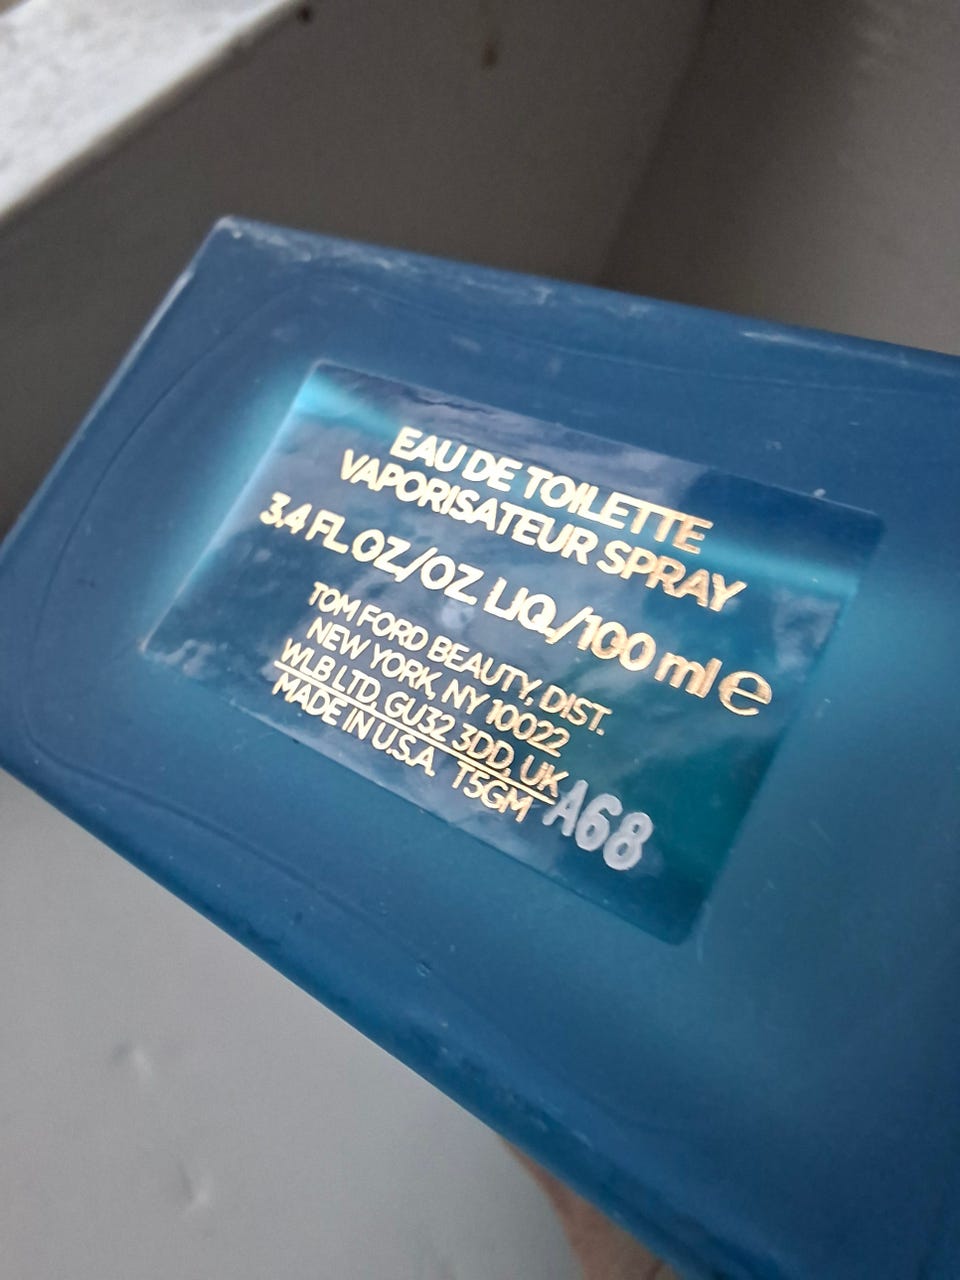 EAU DE TOILETTE
VAPORISATEUR SPRAY
3.4 FL.OZ/OZ LIQ./100 ml e
TOM FORD BEAUTY, DIST.
NEW YORK, NY 10022
WLB LTD, GU32 3DD, UK
MADE IN U.S.A. T5GM
A68